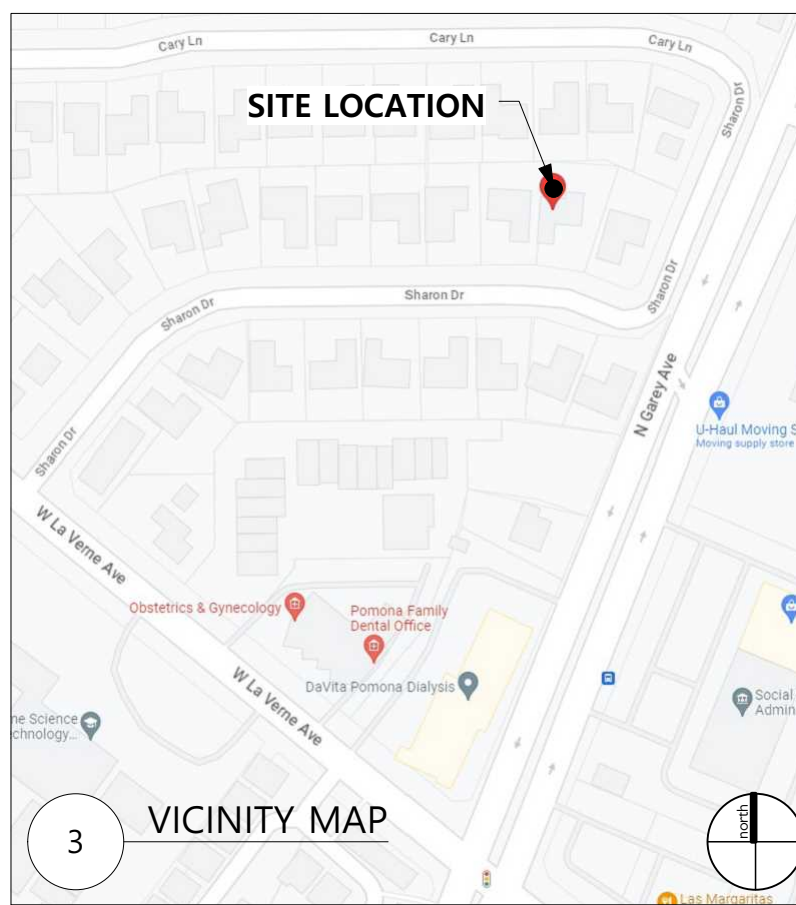 Cary Ln
Cary Ln
Cary Ln
Sharon Dr
SITE LOCATION
Sharon Dr
Sharon Dr
Sharon Dr
N Garey Ave
U-Haul Moving S
Moving supply store
Sharon Dr
W La Verne Ave
Obstetrics & Gynecology
Pomona Family
Dental Office
DaVita Pomona Dialysis
W La Verne Ave
Social
Admin
ne Science
chnology...
3
VICINITY MAP
north
Las Margaritas